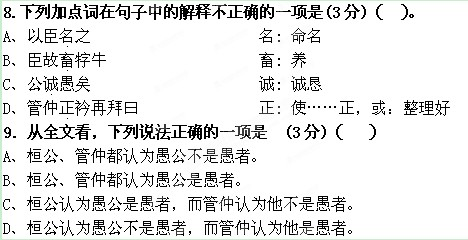 8.下列加点词在句子中的解释不正确的一项是(3分)(　)。
A、以臣名之　　　　名：命名
B、臣故畜牸牛　　　畜：养
C、公诚愚矣　　　　诚：诚恳
D、管仲正衿再拜曰　正：使……正，或：整理好
9．从全文看，下列说法正确的一项是　(3分)(　)
A、桓公、管仲都认为愚公不是愚者。
B、桓公、管仲都认为愚公是愚者。
C、桓公认为愚公是愚者，而管仲认为他不是愚者。
D、桓公认为愚公不是愚者，而管仲认为他是愚者。